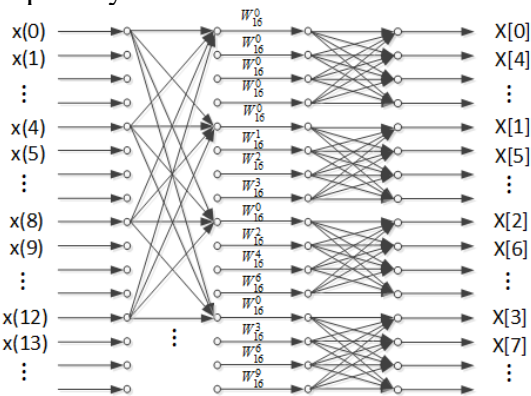 x(0) W^0_16 X[0]
x(1) W^0_16 X[4]
⋮ W^0_16 ⋮
W^0_16
x(4) W^0_16 X[1]
x(5) W^1_16 X[5]
⋮ W^2_16 ⋮
W^3_16
x(8) W^0_16 X[2]
x(9) W^2_16 X[6]
⋮ W^4_16 ⋮
W^6_16
x(12) W^0_16 X[3]
x(13) ⋮ W^3_16 X[7]
⋮ W^6_16 ⋮
W^9_16